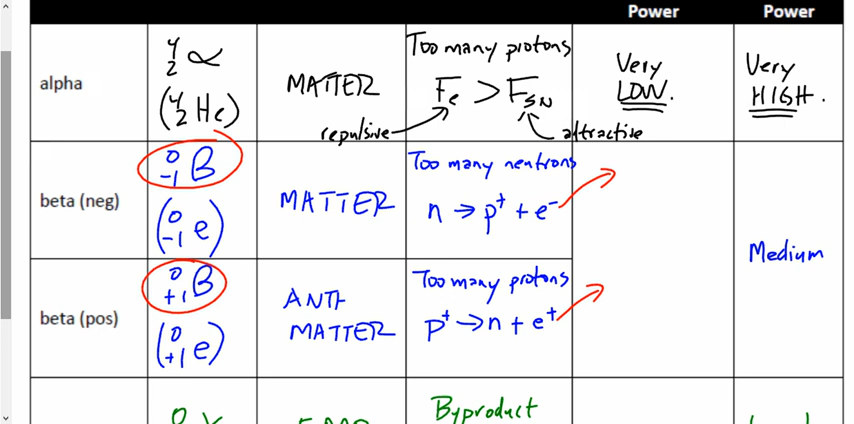 Power Power
alpha
4
2 α
(4
2 He)
MATTER
Too many protons
Fe > FSN
repulsive
attractive
Very
LOW.
Very
HIGH.
beta (neg)
0
-1 B
(0
-1 e)
MATTER
Too many neutrons
n → p+ + e-
Medium
beta (pos)
0
+1 B
(0
+1 e)
ANTI
MATTER
Too many protons
p+ → n + e+
Byproduct